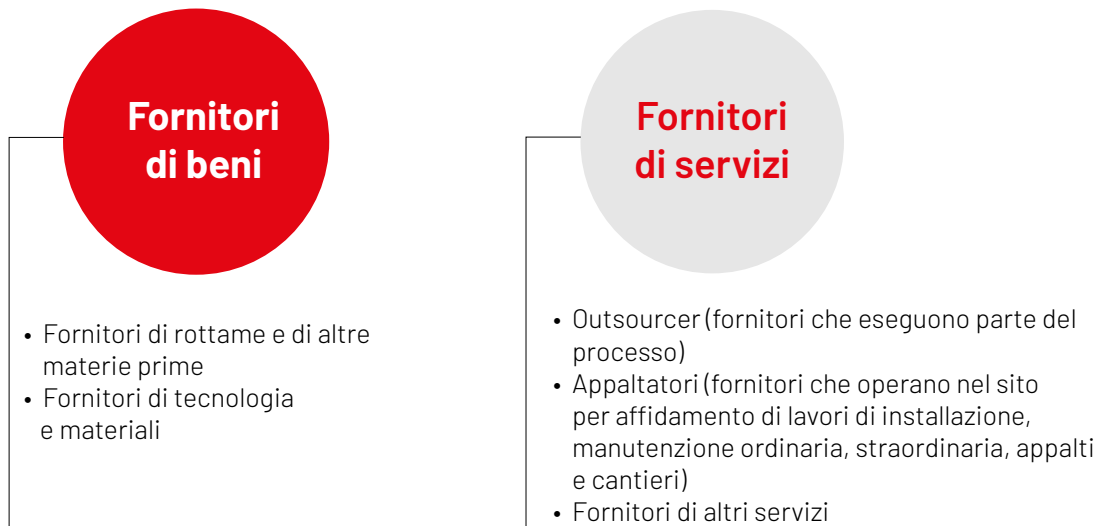 Fornitori
di beni
• Fornitori di rottame e di altre
materie prime
• Fornitori di tecnologia
e materiali
Fornitori
di servizi
• Outsourcer (fornitori che eseguono parte del
processo)
• Appaltatori (fornitori che operano nel sito
per affidamento di lavori di installazione,
manutenzione ordinaria, straordinaria, appalti
e cantieri)
• Fornitori di altri servizi